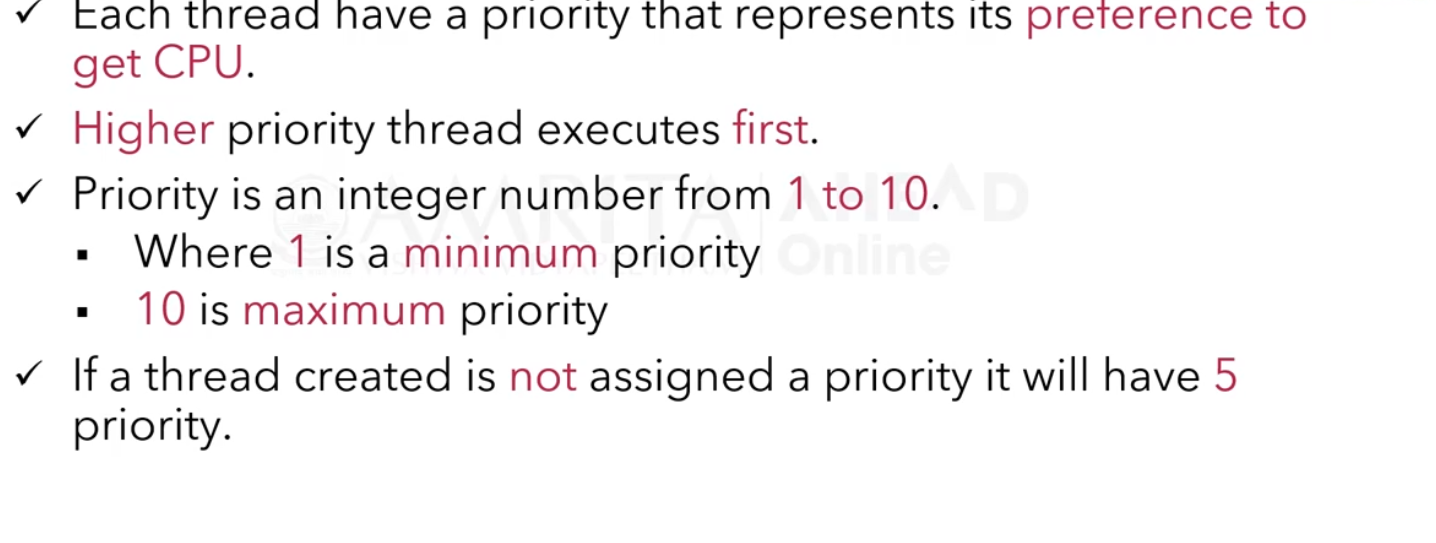 ✓ Each thread have a priority that represents its preference to
get CPU.
✓ Higher priority thread executes first.
✓ Priority is an integer number from 1 to 10.
▪ Where 1 is a minimum priority
▪ 10 is maximum priority
✓ If a thread created is not assigned a priority it will have 5
priority.
AMRITA AHEAD
Online